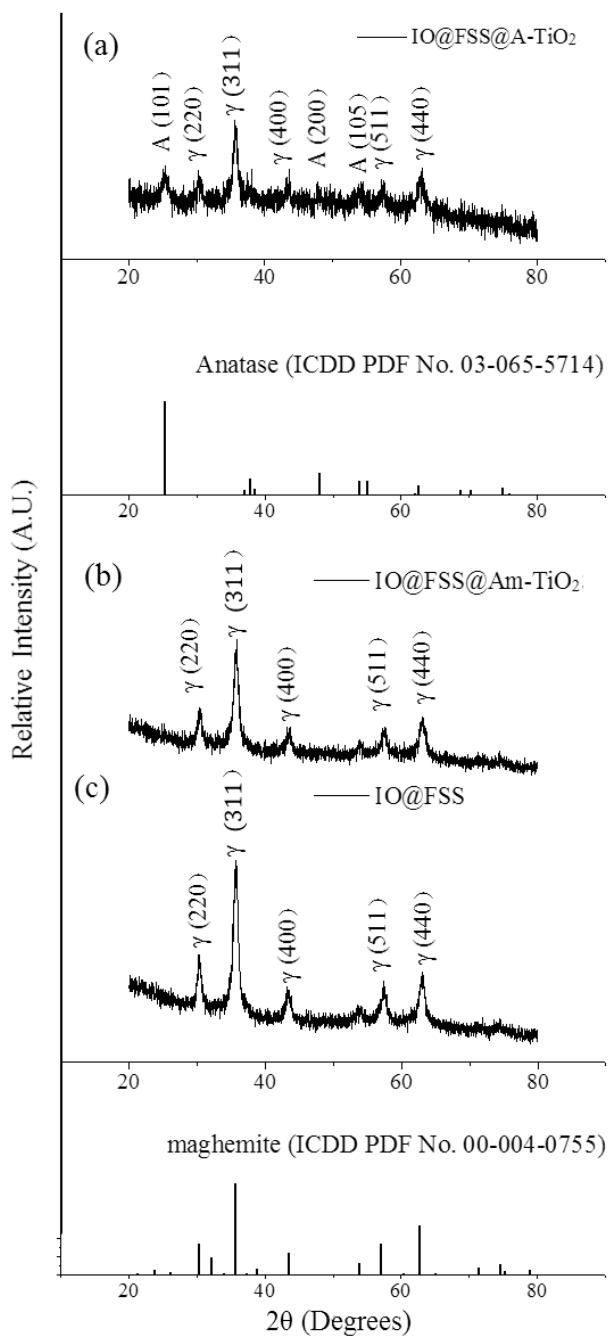 (a)
IO@FSS@A-TiO₂
A (101)
γ (220)
γ (311)
γ (400)
A (200)
A (105)
γ (511)
γ (440)
20 40 60 80
Anatase (ICDD PDF No. 03-065-5714)
20 40 60 80
Relative Intensity (A.U.)
(b)
IO@FSS@Am-TiO₂
γ (220)
γ (311)
γ (400)
γ (511)
γ (440)
(c)
IO@FSS
γ (220)
γ (311)
γ (400)
γ (511)
γ (440)
20 40 60 80
maghemite (ICDD PDF No. 00-004-0755)
20 40 60 80
2θ (Degrees)